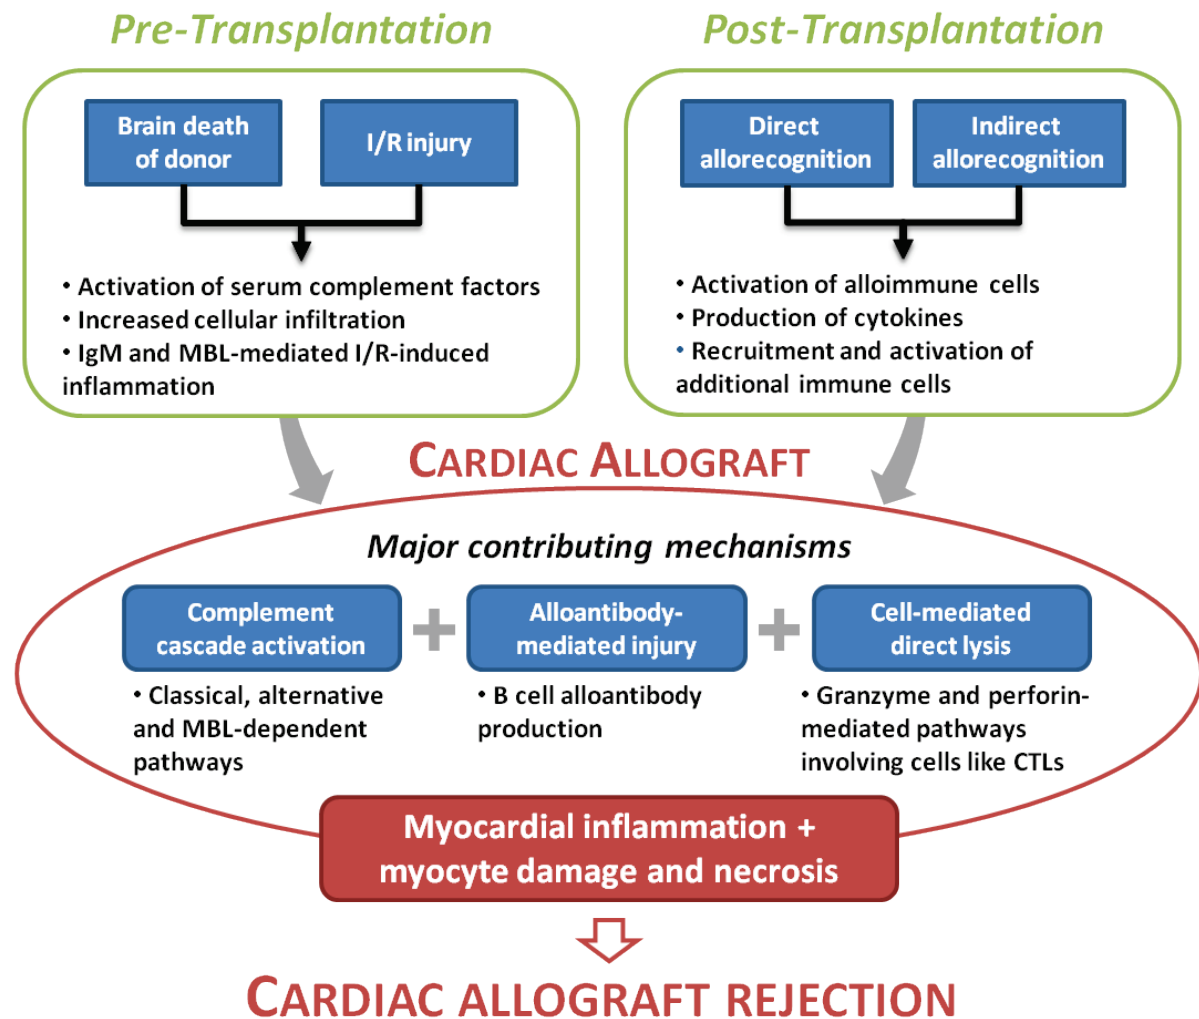 Pre-Transplantation
Brain death
of donor
I/R injury
• Activation of serum complement factors
• Increased cellular infiltration
• IgM and MBL-mediated I/R-induced
inflammation
Post-Transplantation
Direct
allorecognition
Indirect
allorecognition
• Activation of alloimmune cells
• Production of cytokines
• Recruitment and activation of
additional immune cells
CARDIAC ALLOGRAFT
Major contributing mechanisms
Complement
cascade activation
• Classical, alternative
and MBL-dependent
pathways
+
Alloantibody-
mediated injury
• B cell alloantibody
production
+
Cell-mediated
direct lysis
• Granzyme and perforin-
mediated pathways
involving cells like CTLs
Myocardial inflammation +
myocyte damage and necrosis
CARDIAC ALLOGRAFT REJECTION